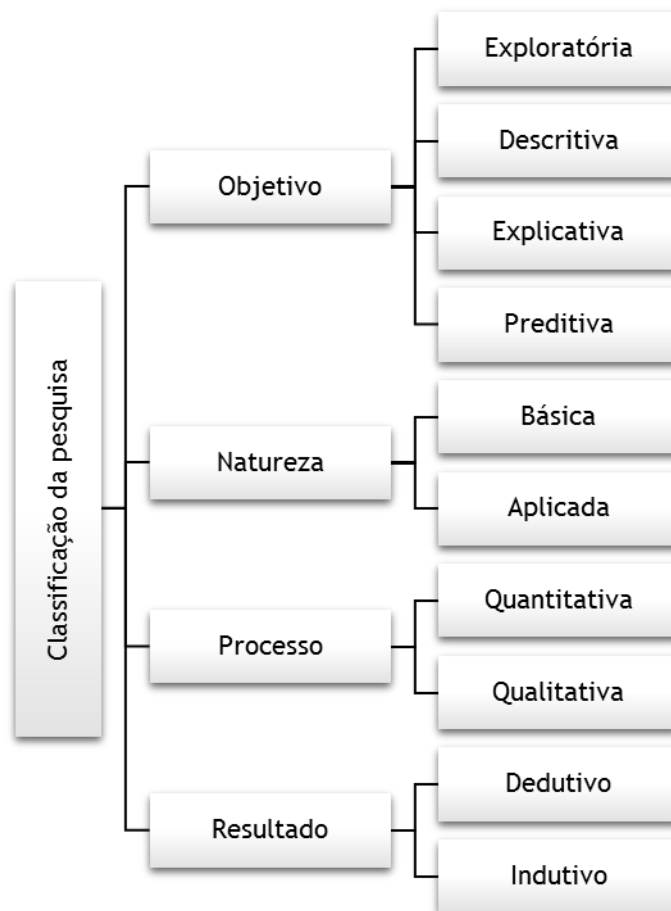 Classificação da pesquisa
Objetivo
Exploratória
Descritiva
Explicativa
Preditiva
Natureza
Básica
Aplicada
Processo
Quantitativa
Qualitativa
Resultado
Dedutivo
Indutivo